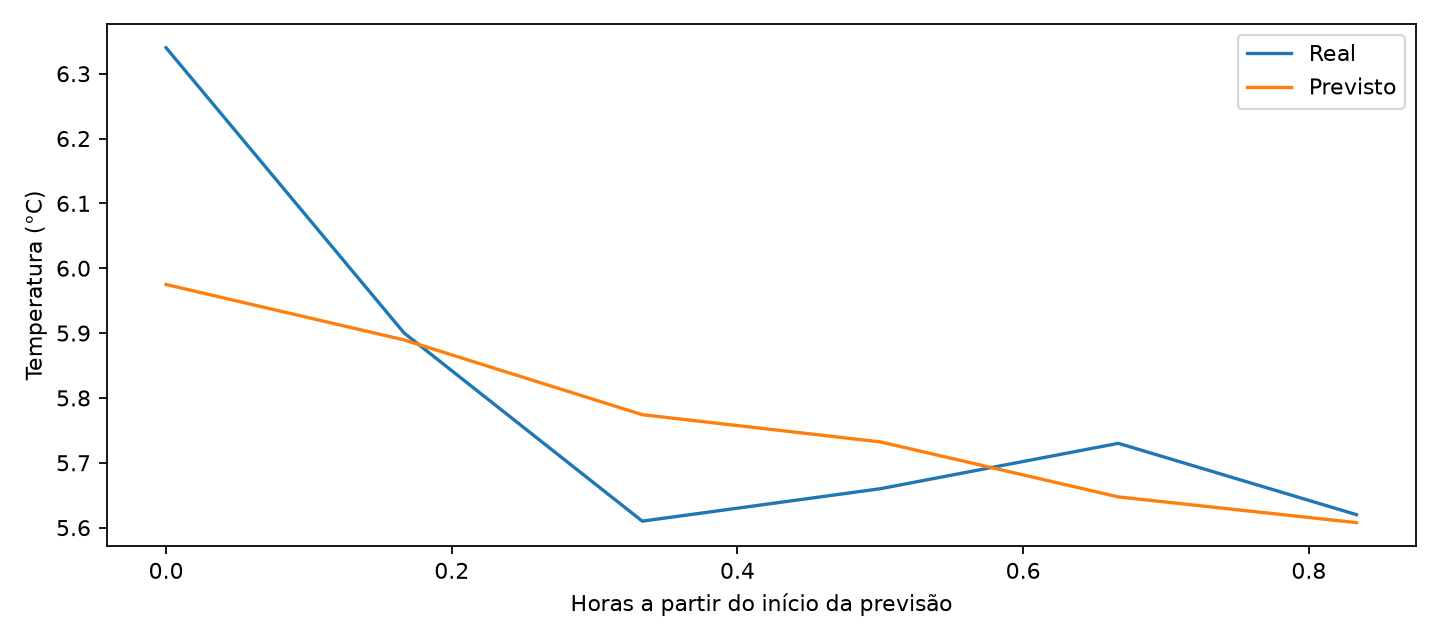 Real
Previsto
Temperatura (°C)
6.3
6.2
6.1
6.0
5.9
5.8
5.7
5.6
0.0 0.2 0.4 0.6 0.8
Horas a partir do início da previsão